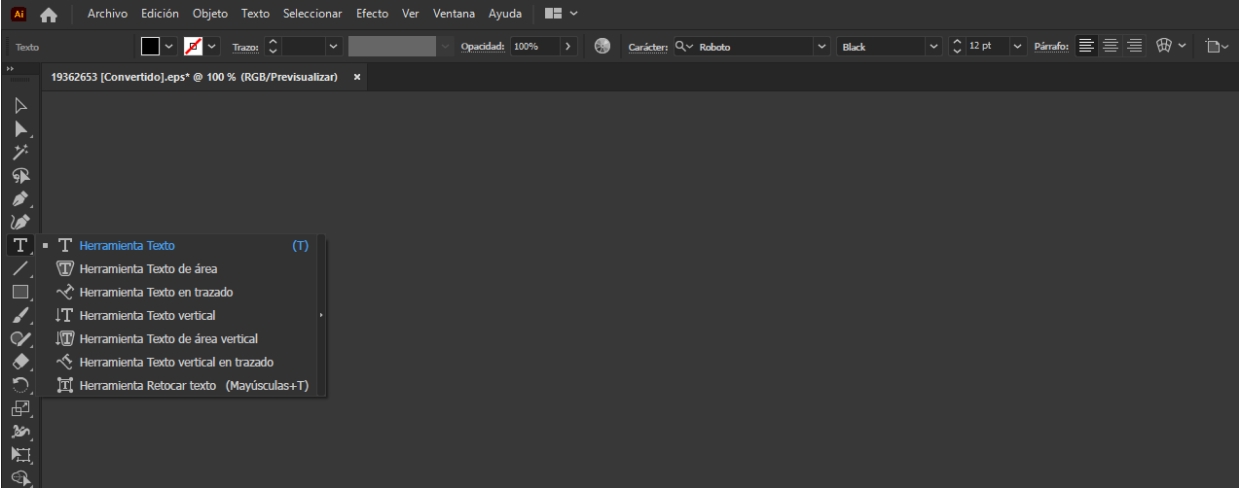 Ai Archivo Edición Objeto Texto Seleccionar Efecto Ver Ventana Ayuda
Texto Trazo: Opacidad: 100% Carácter: Roboto Black 12 pt Párrafo:
19362653 [Convertido].eps* @ 100 % (RGB/Previsualizar) ×
T Herramienta Texto (T)
Herramienta Texto de área
Herramienta Texto en trazado
Herramienta Texto vertical
Herramienta Texto de área vertical
Herramienta Texto vertical en trazado
Herramienta Retocar texto (Mayúsculas+T)